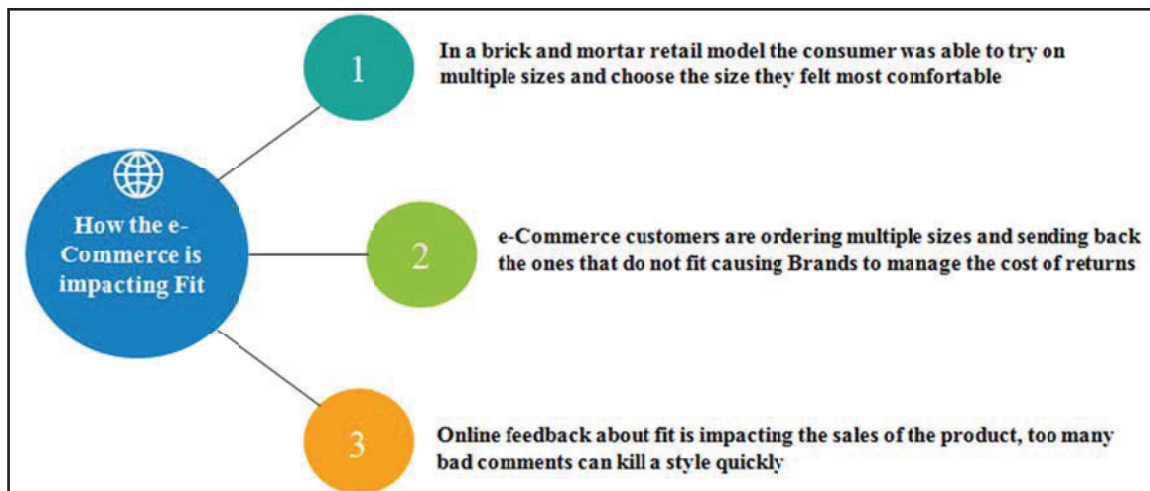 How the e-
Commerce is
impacting Fit
1
In a brick and mortar retail model the consumer was able to try on
multiple sizes and choose the size they felt most comfortable
2
e-Commerce customers are ordering multiple sizes and sending back
the ones that do not fit causing Brands to manage the cost of returns
3
Online feedback about fit is impacting the sales of the product, too many
bad comments can kill a style quickly